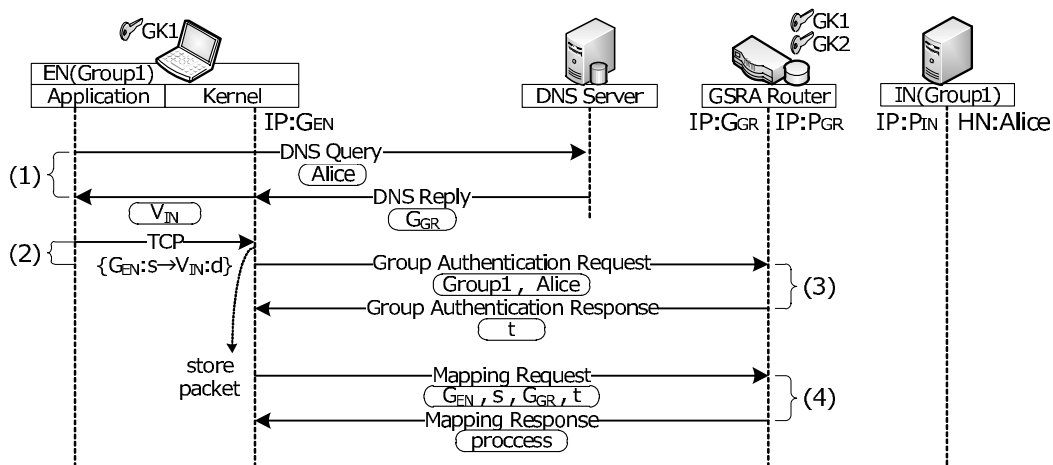 GK1
GK1
GK2
EN(Group1)
Application
Kernel
DNS Server
GSRA Router
IN(Group1)
IP:GEN
IP:GGR
IP:PGR
IP:PIN
HN:Alice
(1)
DNS Query
Alice
DNS Reply
VIN
GGR
(2)
TCP
{GEN:s→VIN:d}
Group Authentication Request
Group1 , Alice
(3)
Group Authentication Response
t
store
packet
Mapping Request
GEN , s , GGR , t
(4)
Mapping Response
proccess